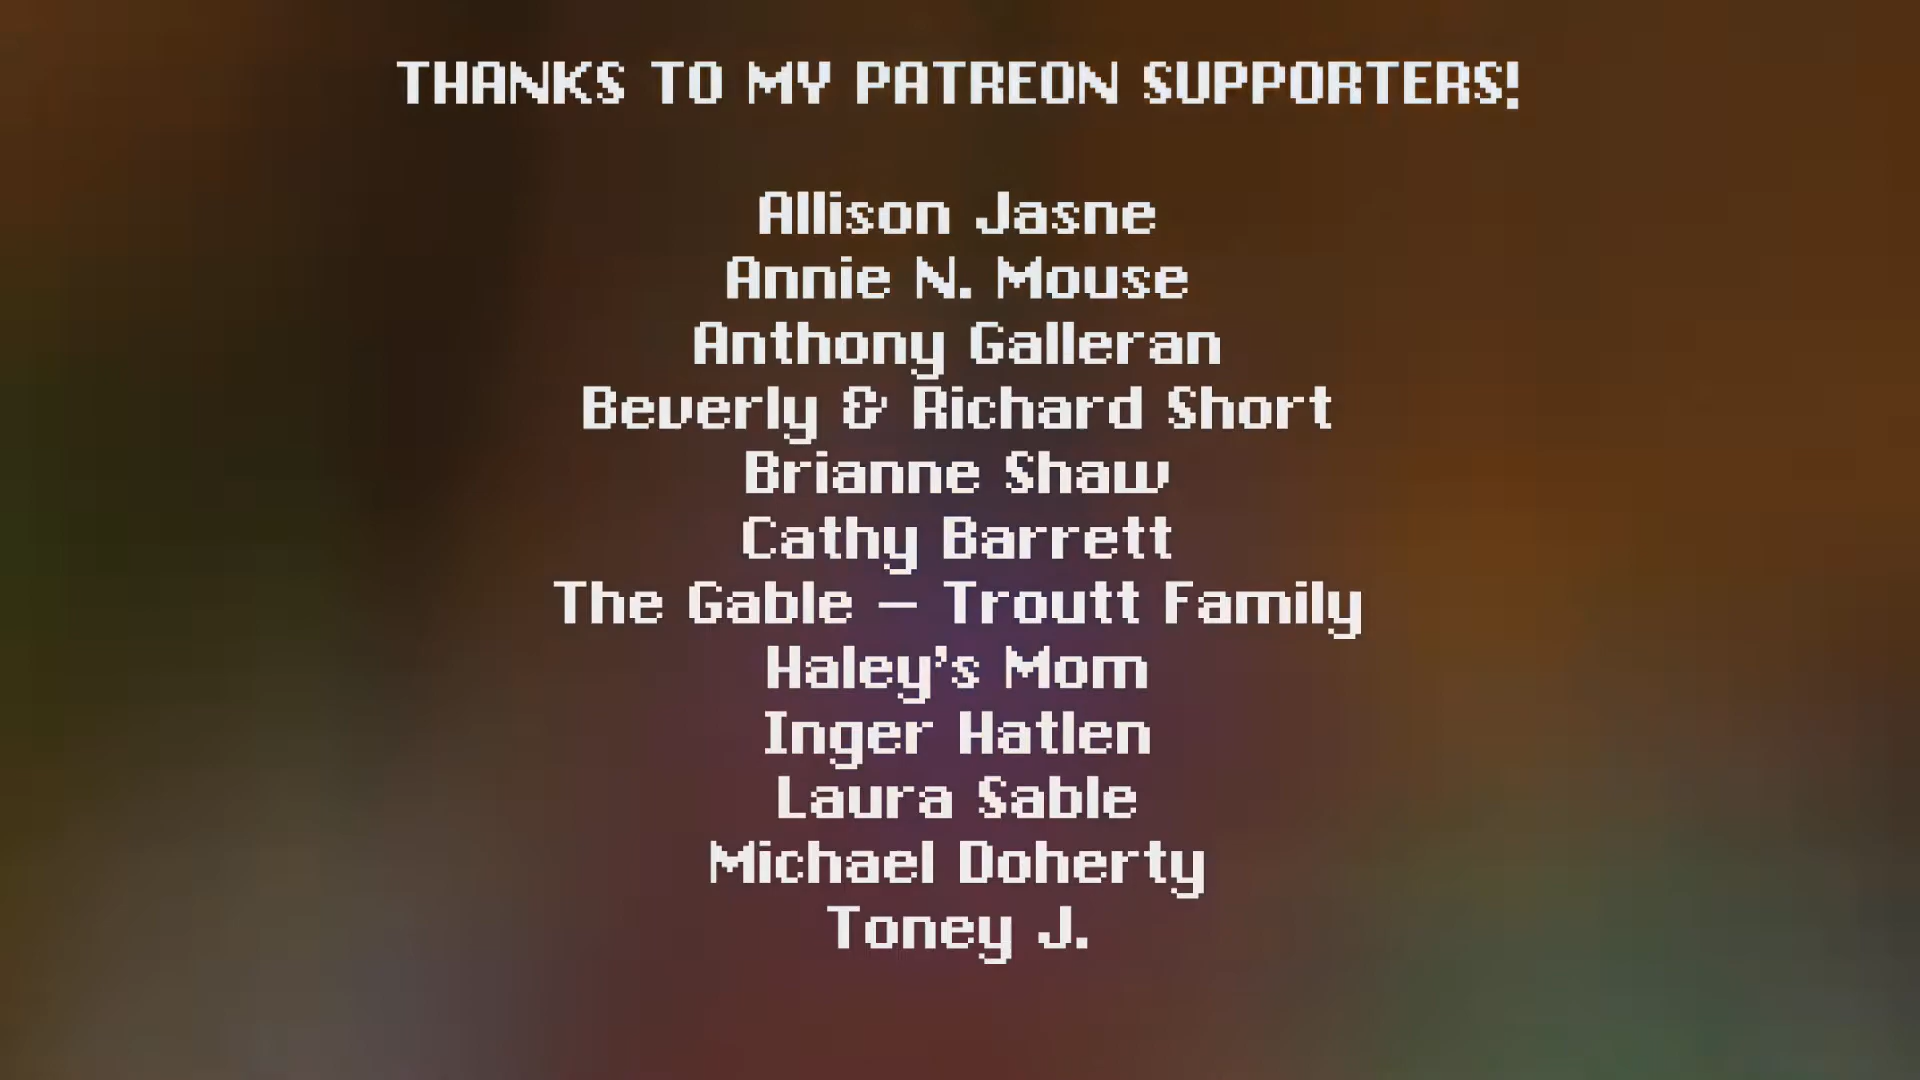 THANKS TO MY PATREON SUPPORTERS!
Allison Jasne
Annie N. Mouse
Anthony Galleran
Beverly & Richard Short
Brianne Shaw
Cathy Barrett
The Gable – Troutt Family
Haley's Mom
Inger Hatlen
Laura Sable
Michael Doherty
Toney J.